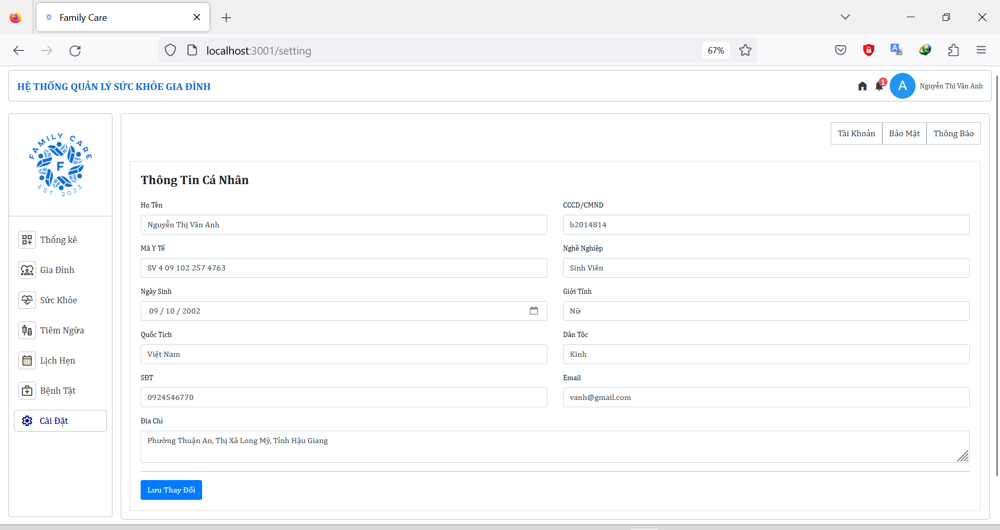 Family Care
localhost:3001/setting
67%
HỆ THỐNG QUẢN LÝ SỨC KHỎE GIA ĐÌNH
1
A
Nguyễn Thị Vân Anh
FAMILY CARE
F
EST. 2023
Thống kê
Gia Đình
Sức Khỏe
Tiêm Ngừa
Lịch Hẹn
Bệnh Tật
Cài Đặt
Tài Khoản
Bảo Mật
Thông Báo
Thông Tin Cá Nhân
Họ Tên
CCCD/CMND
Nguyễn Thị Vân Anh
b2014814
Mã Y Tế
Nghề Nghiệp
SV 4 09 102 257 4763
Sinh Viên
Ngày Sinh
Giới Tính
09 / 10 / 2002
Nữ
Quốc Tịch
Dân Tộc
Việt Nam
Kinh
SĐT
Email
0924546770
vanh@gmail.com
Địa Chỉ
Phường Thuận An, Thị Xã Long Mỹ, Tỉnh Hậu Giang
Lưu Thay Đổi